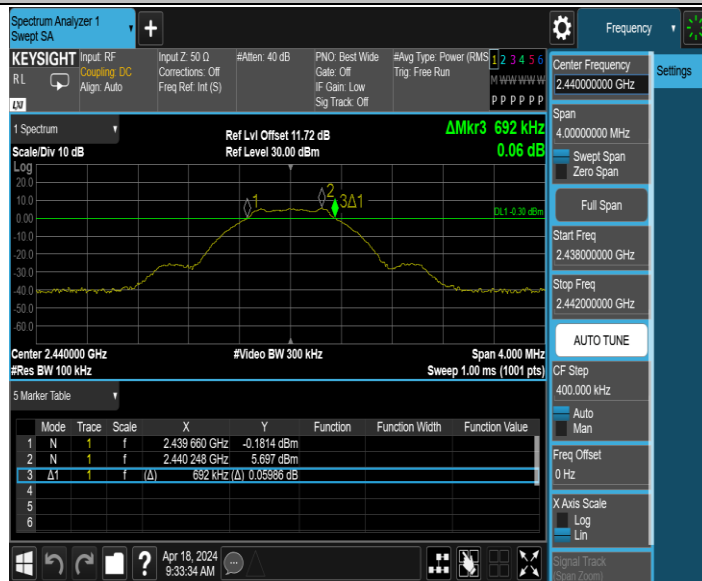 Spectrum Analyzer 1
Swept SA
+
Frequency
KEYSIGHT
RL
LXI
Input: RF
Coupling: DC
Align: Auto
Input Z: 50 Ω
Corrections: Off
Freq Ref: Int (S)
#Atten: 40 dB
PNO: Best Wide
Gate: Off
IF Gain: Low
Sig Track: Off
#Avg Type: Power (RMS
Trig: Free Run
1 2 3 4 5 6
M W W W W W
P P P P P P
Settings
1 Spectrum
Scale/Div 10 dB
Log
Ref Lvl Offset 11.72 dB
Ref Level 30.00 dBm
ΔMkr3 692 kHz
0.06 dB
20.0
10.0
0.00
-10.0
-20.0
-30.0
-40.0
-50.0
-60.0
1
2
3Δ1
DL1 -0.30 dBm
Center 2.440000 GHz
#Res BW 100 kHz
#Video BW 300 kHz
Span 4.000 MHz
Sweep 1.00 ms (1001 pts)
5 Marker Table
Mode Trace Scale X Y Function Function Width Function Value
1 N 1 f 2.439 660 GHz -0.1814 dBm
2 N 1 f 2.440 248 GHz 5.697 dBm
3 Δ1 1 f (Δ) 692 kHz (Δ) 0.05986 dB
4
5
6
Center Frequency
2.440000000 GHz
Span
4.00000000 MHz
Swept Span
Zero Span
Full Span
Start Freq
2.438000000 GHz
Stop Freq
2.442000000 GHz
AUTO TUNE
CF Step
400.000 kHz
Auto
Man
Freq Offset
0 Hz
X Axis Scale
Log
Lin
Signal Track
(Span Zoom)
?
Apr 18, 2024
9:33:34 AM